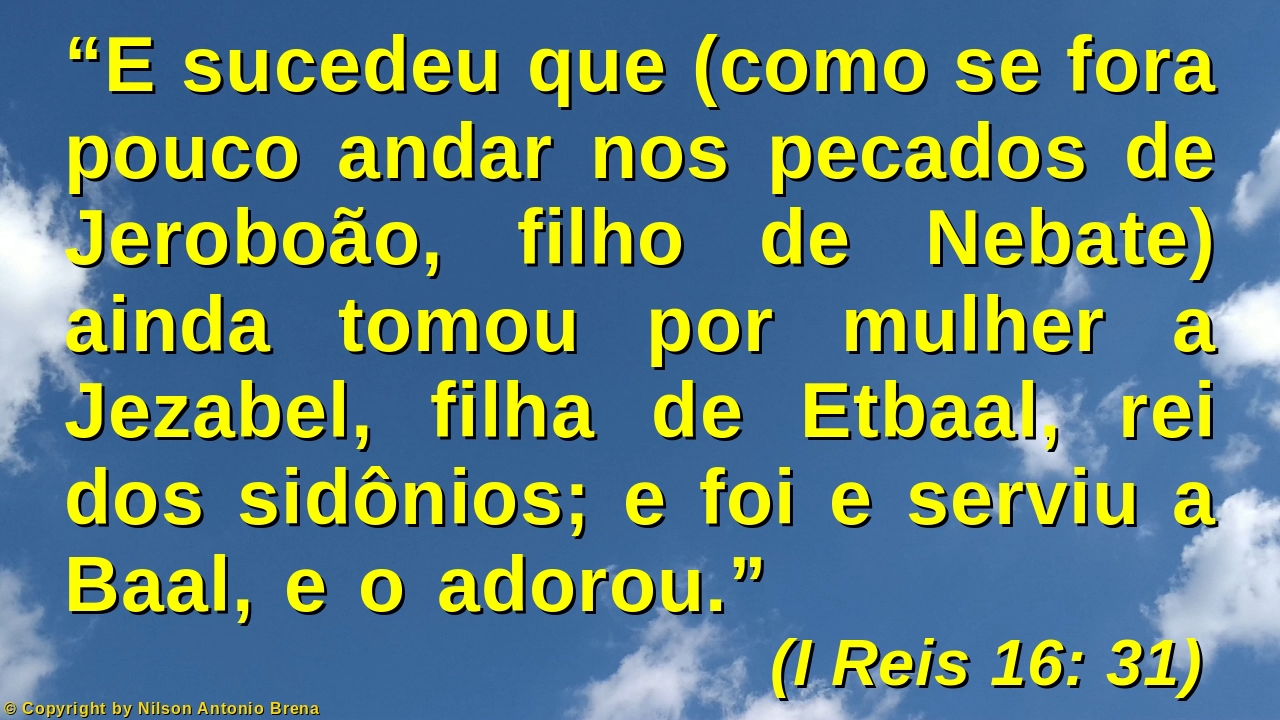 “E sucedeu que (como se fora
pouco andar nos pecados de
Jeroboão, filho de Nebate)
ainda tomou por mulher a
Jezabel, filha de Etbaal, rei
dos sidônios; e foi e serviu a
Baal, e o adorou.”
(I Reis 16: 31)
© Copyright by Nilson Antonio Brena